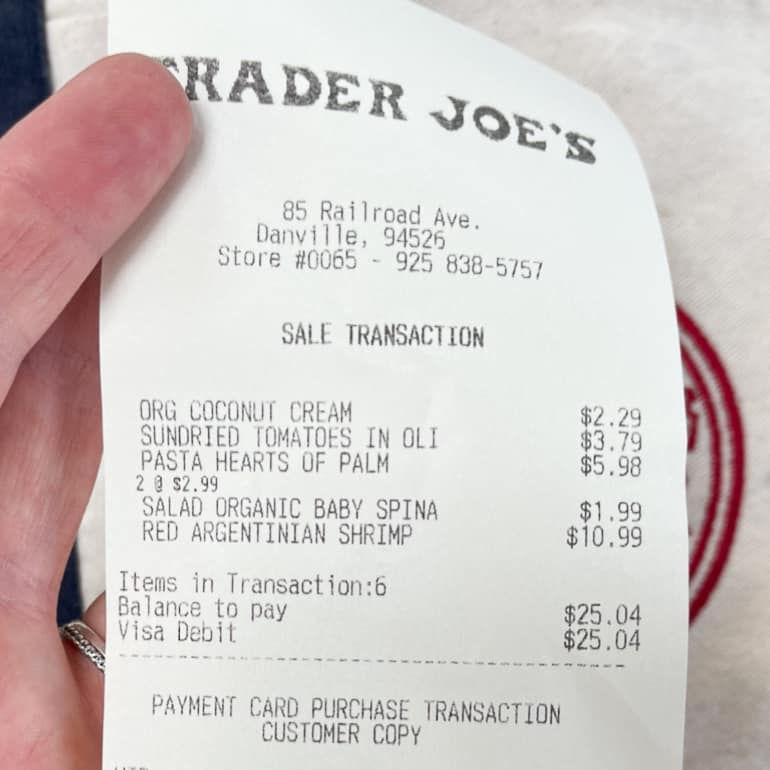 TRADER JOE'S
85 Railroad Ave.
Danville, 94526
Store #0065 - 925 838-5757
SALE TRANSACTION
ORG COCONUT CREAM $2.29
SUNDRIED TOMATOES IN OLI $3.79
PASTA HEARTS OF PALM $5.98
2 @ $2.99
SALAD ORGANIC BABY SPINA $1.99
RED ARGENTINIAN SHRIMP $10.99
Items in Transaction:6
Balance to pay $25.04
Visa Debit $25.04
PAYMENT CARD PURCHASE TRANSACTION
CUSTOMER COPY